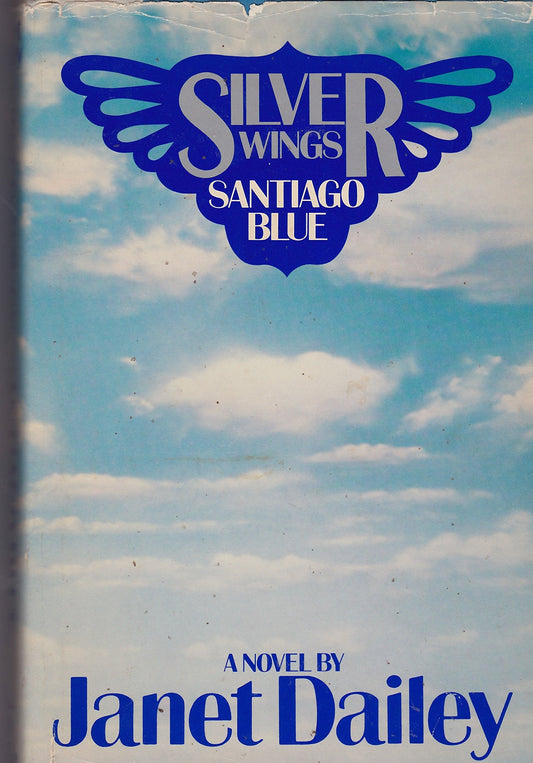 SILVER
WINGS
SANTIAGO
BLUE
A NOVEL BY
Janet Dailey